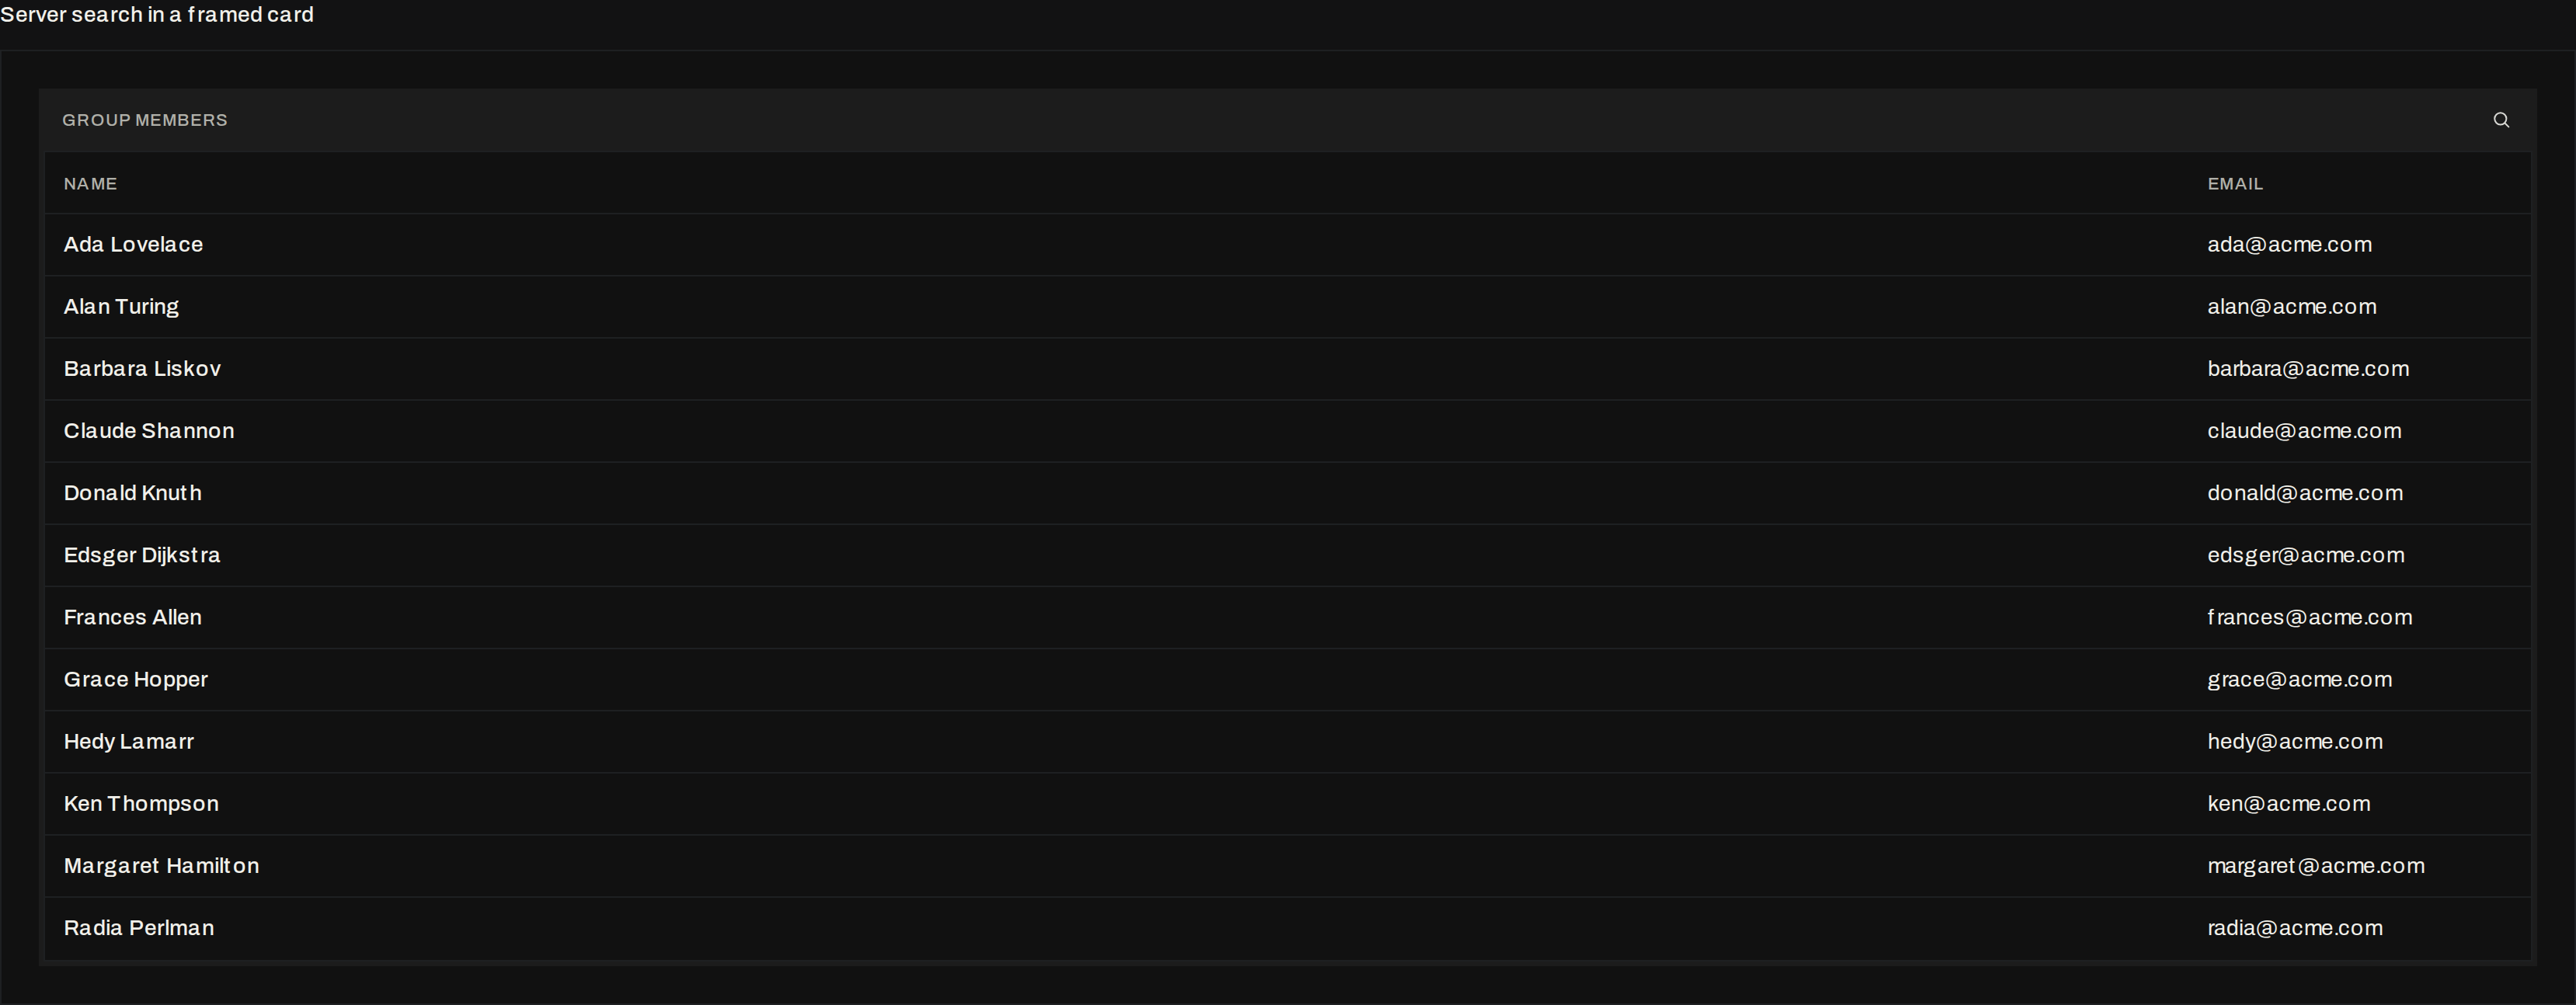 Server search in a framed card
GROUP MEMBERS
NAME EMAIL
Ada Lovelace ada@acme.com
Alan Turing alan@acme.com
Barbara Liskov barbara@acme.com
Claude Shannon claude@acme.com
Donald Knuth donald@acme.com
Edsger Dijkstra edsger@acme.com
Frances Allen frances@acme.com
Grace Hopper grace@acme.com
Hedy Lamarr hedy@acme.com
Ken Thompson ken@acme.com
Margaret Hamilton margaret@acme.com
Radia Perlman radia@acme.com